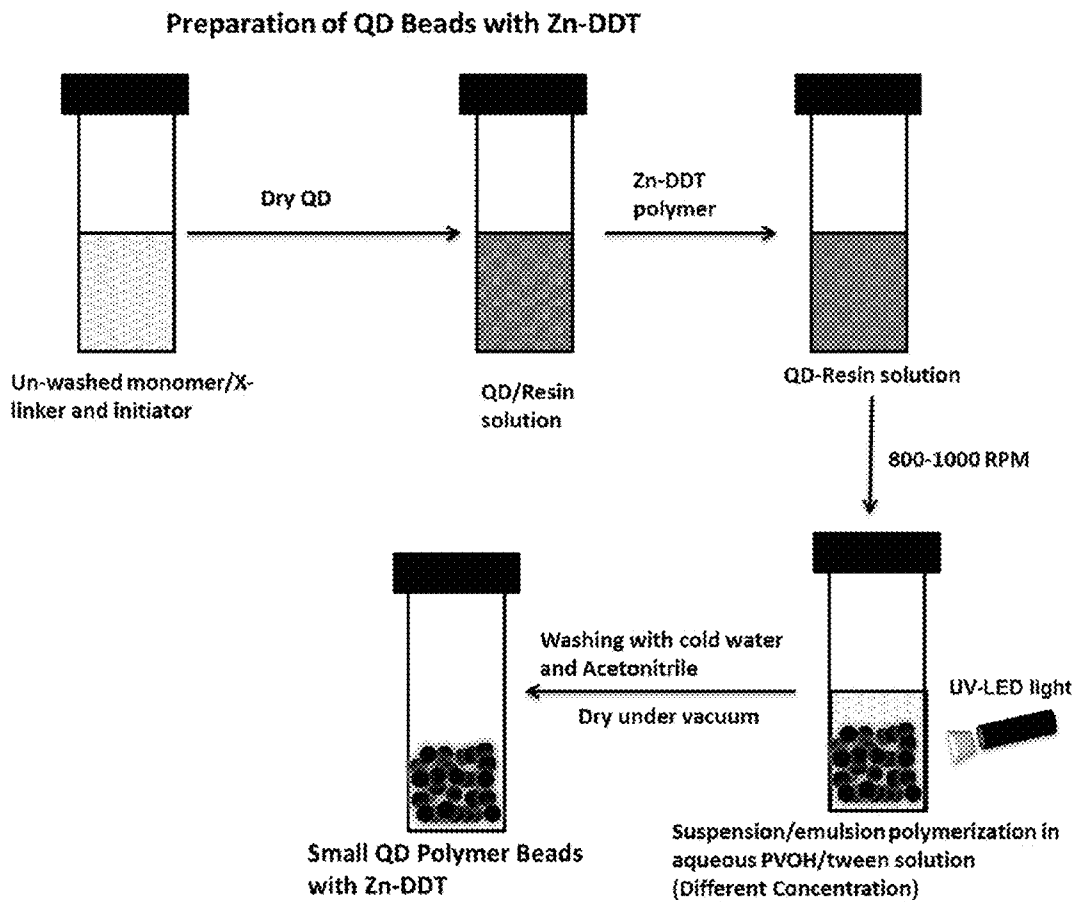 Preparation of QD Beads with Zn-DDT
Dry QD
Zn-DDT
polymer
Un-washed monomer/X-
linker and initiator
QD/Resin
solution
QD-Resin solution
800-1000 RPM
Washing with cold water
and Acetonitrile
Dry under vacuum
UV-LED light
Small QD Polymer Beads
with Zn-DDT
Suspension/emulsion polymerization in
aqueous PVOH/tween solution
(Different Concentration)